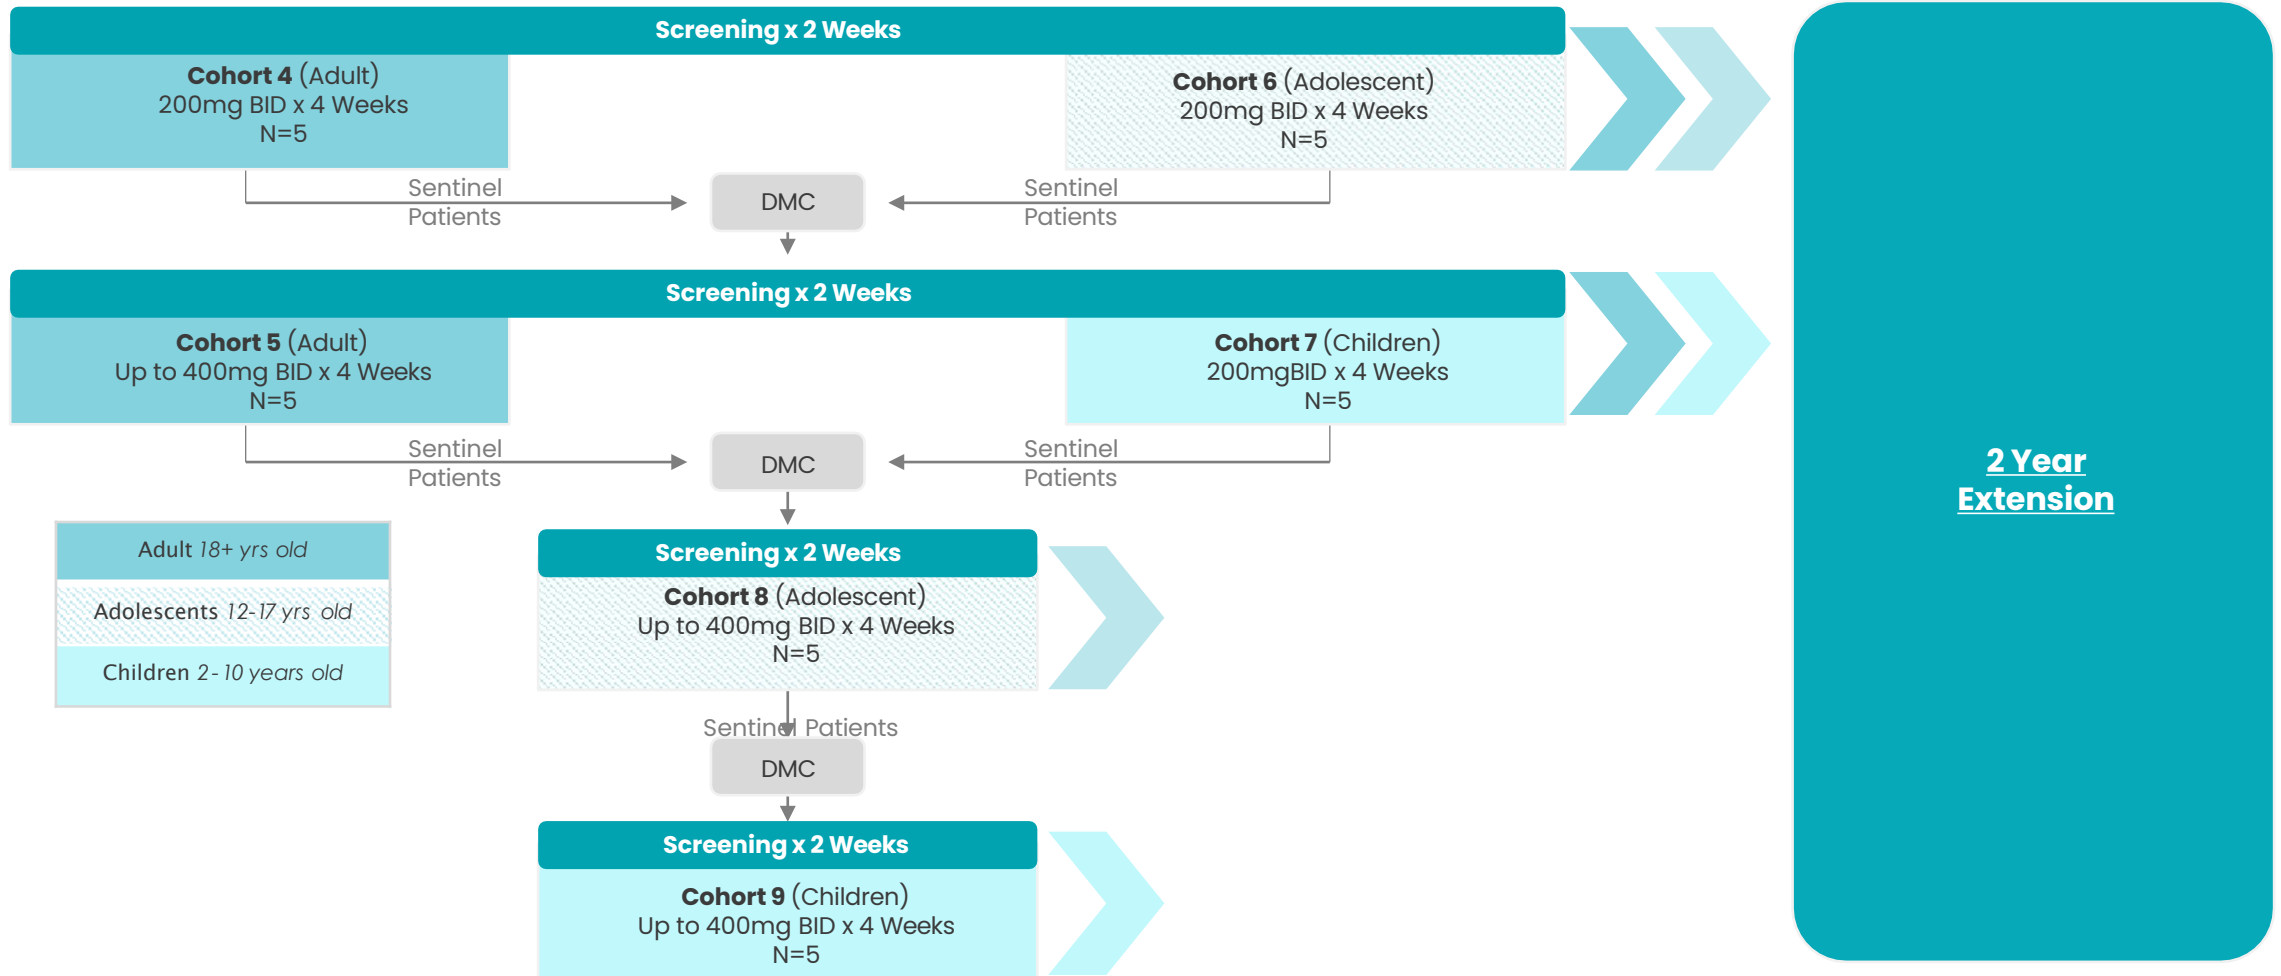 Screening x 2 Weeks
Cohort 4 (Adult)
200mg BID x 4 Weeks
N=5
Cohort 6 (Adolescent)
200mg BID x 4 Weeks
N=5
Sentinel
Patients
DMC
Sentinel
Patients
Screening x 2 Weeks
Cohort 5 (Adult)
Up to 400mg BID x 4 Weeks
N=5
Cohort 7 (Children)
200mgBID x 4 Weeks
N=5
Sentinel
Patients
DMC
Sentinel
Patients
2 Year
Extension
Adult 18+ yrs old
Adolescents 12-17 yrs old
Children 2-10 years old
Screening x 2 Weeks
Cohort 8 (Adolescent)
Up to 400mg BID x 4 Weeks
N=5
Sentinel Patients
DMC
Screening x 2 Weeks
Cohort 9 (Children)
Up to 400mg BID x 4 Weeks
N=5